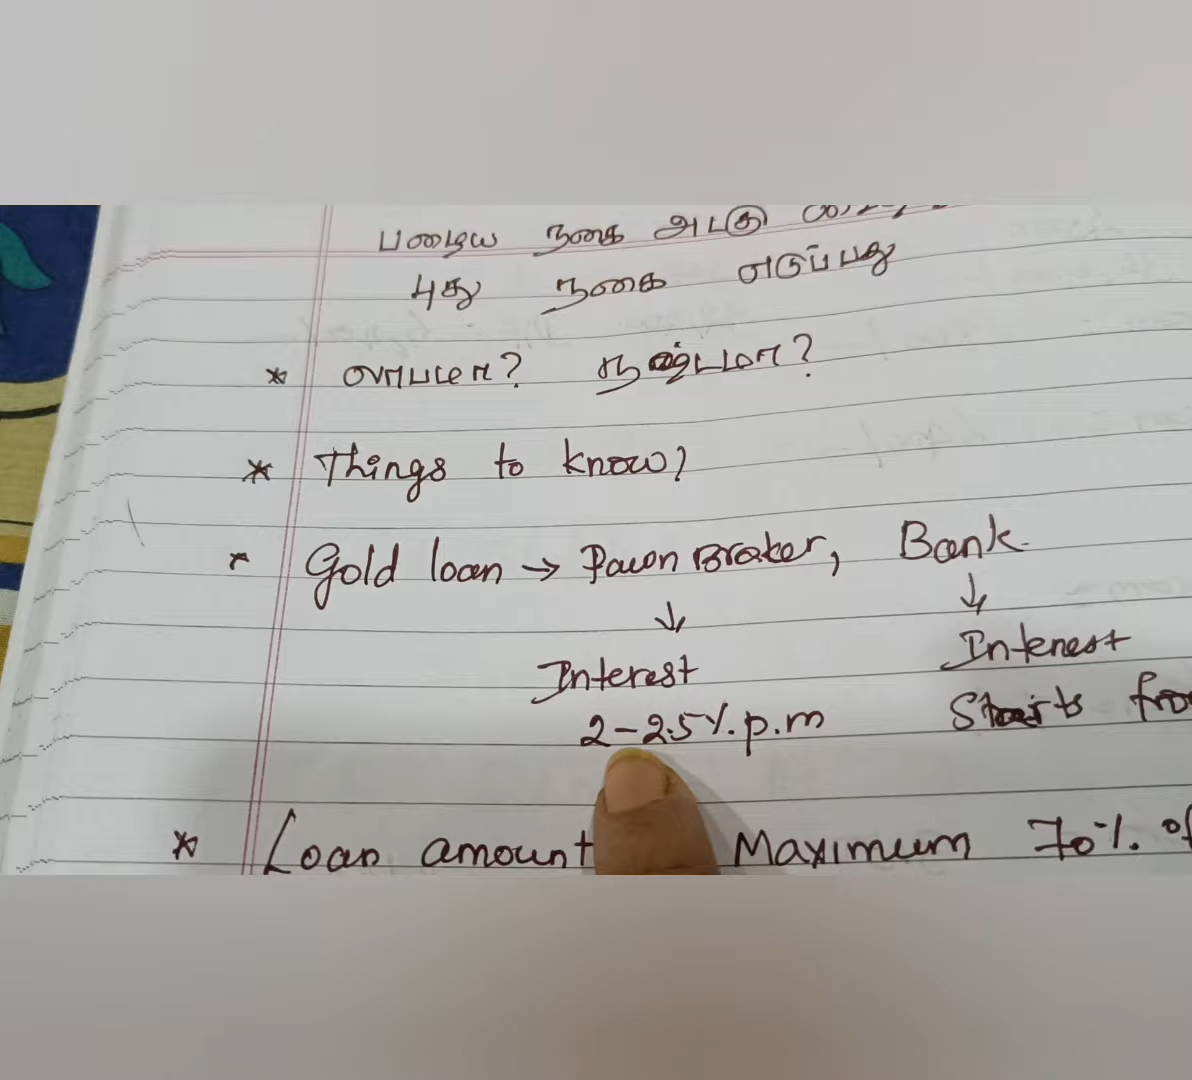 பழைய நகை அடகு
புது நகை எடுப்பது
* லாபமா? நஷ்டமா?
* Things to know?
* Gold loan → Pawn Broker, Bank.
↓ ↓
Interest Interest
2-2.5%.p.m Starts from
* Loan amount Maximum 70%. of